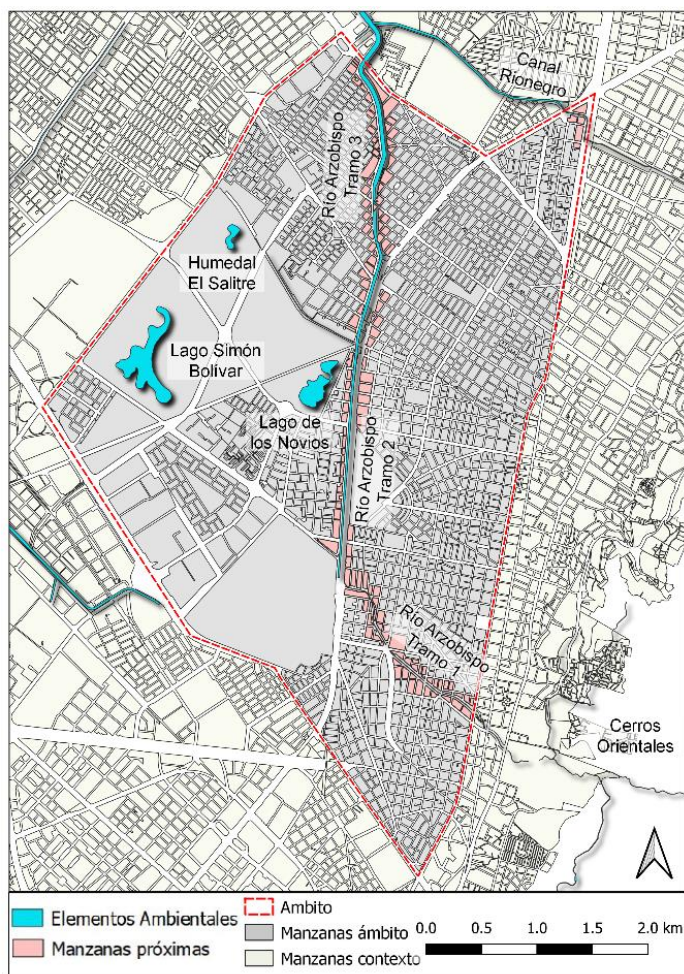 Canal
Rionegro
Río Arzobispo
Tramo 3
Humedal
El Salitre
Lago Simón
Bolívar
Lago de
los Novios
Río Arzobispo
Tramo 2
Río Arzobispo
Tramo 1
Cerros
Orientales
Elementos Ambientales
Manzanas próximas
Ambito
Manzanas ámbito
Manzanas contexto
0.0 0.5 1.0 1.5 2.0 km